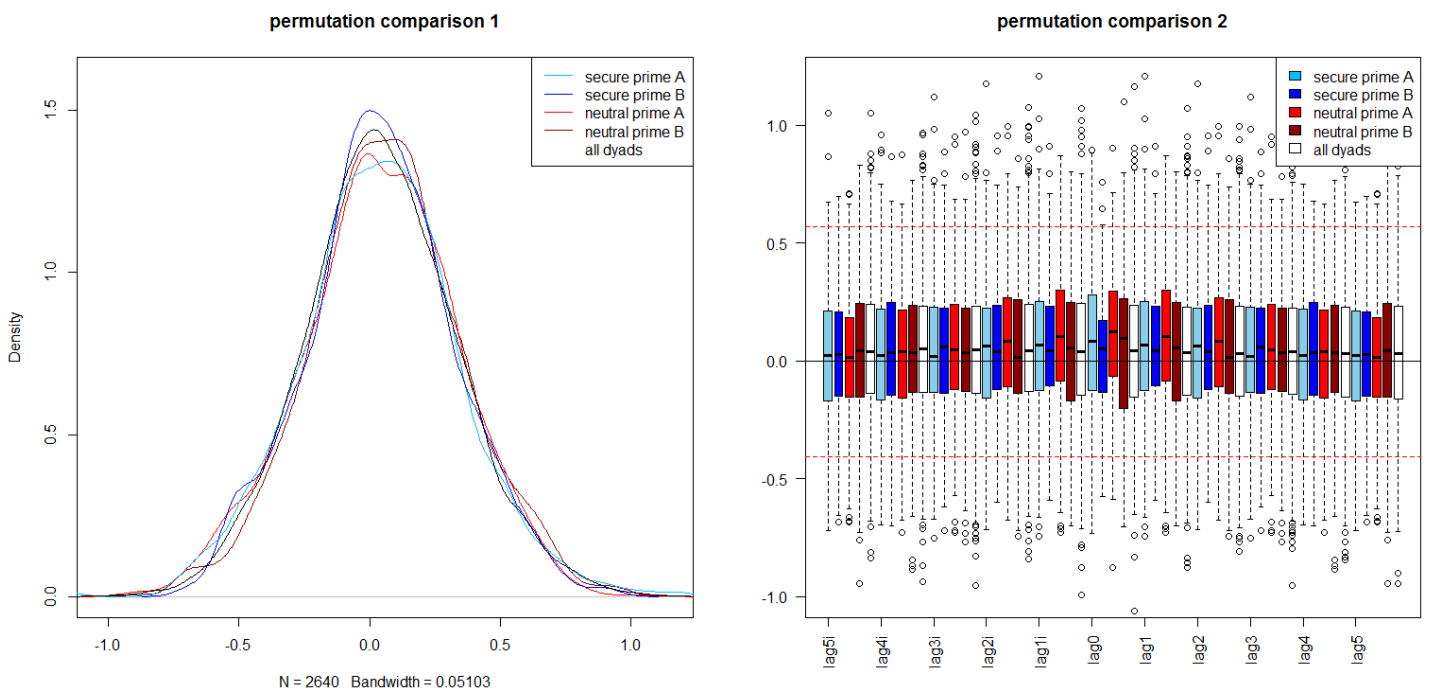 permutation comparison 1
secure prime A
secure prime B
neutral prime A
neutral prime B
all dyads
Density
0.0
0.5
1.0
1.5
-1.0
-0.5
0.0
0.5
1.0
N = 2640 Bandwidth = 0.05103
permutation comparison 2
secure prime A
secure prime B
neutral prime A
neutral prime B
all dyads
1.0
0.5
0.0
-0.5
-1.0
lag5i
lag4i
lag3i
lag2i
lag1i
lag0
lag1
lag2
lag3
lag4
lag5